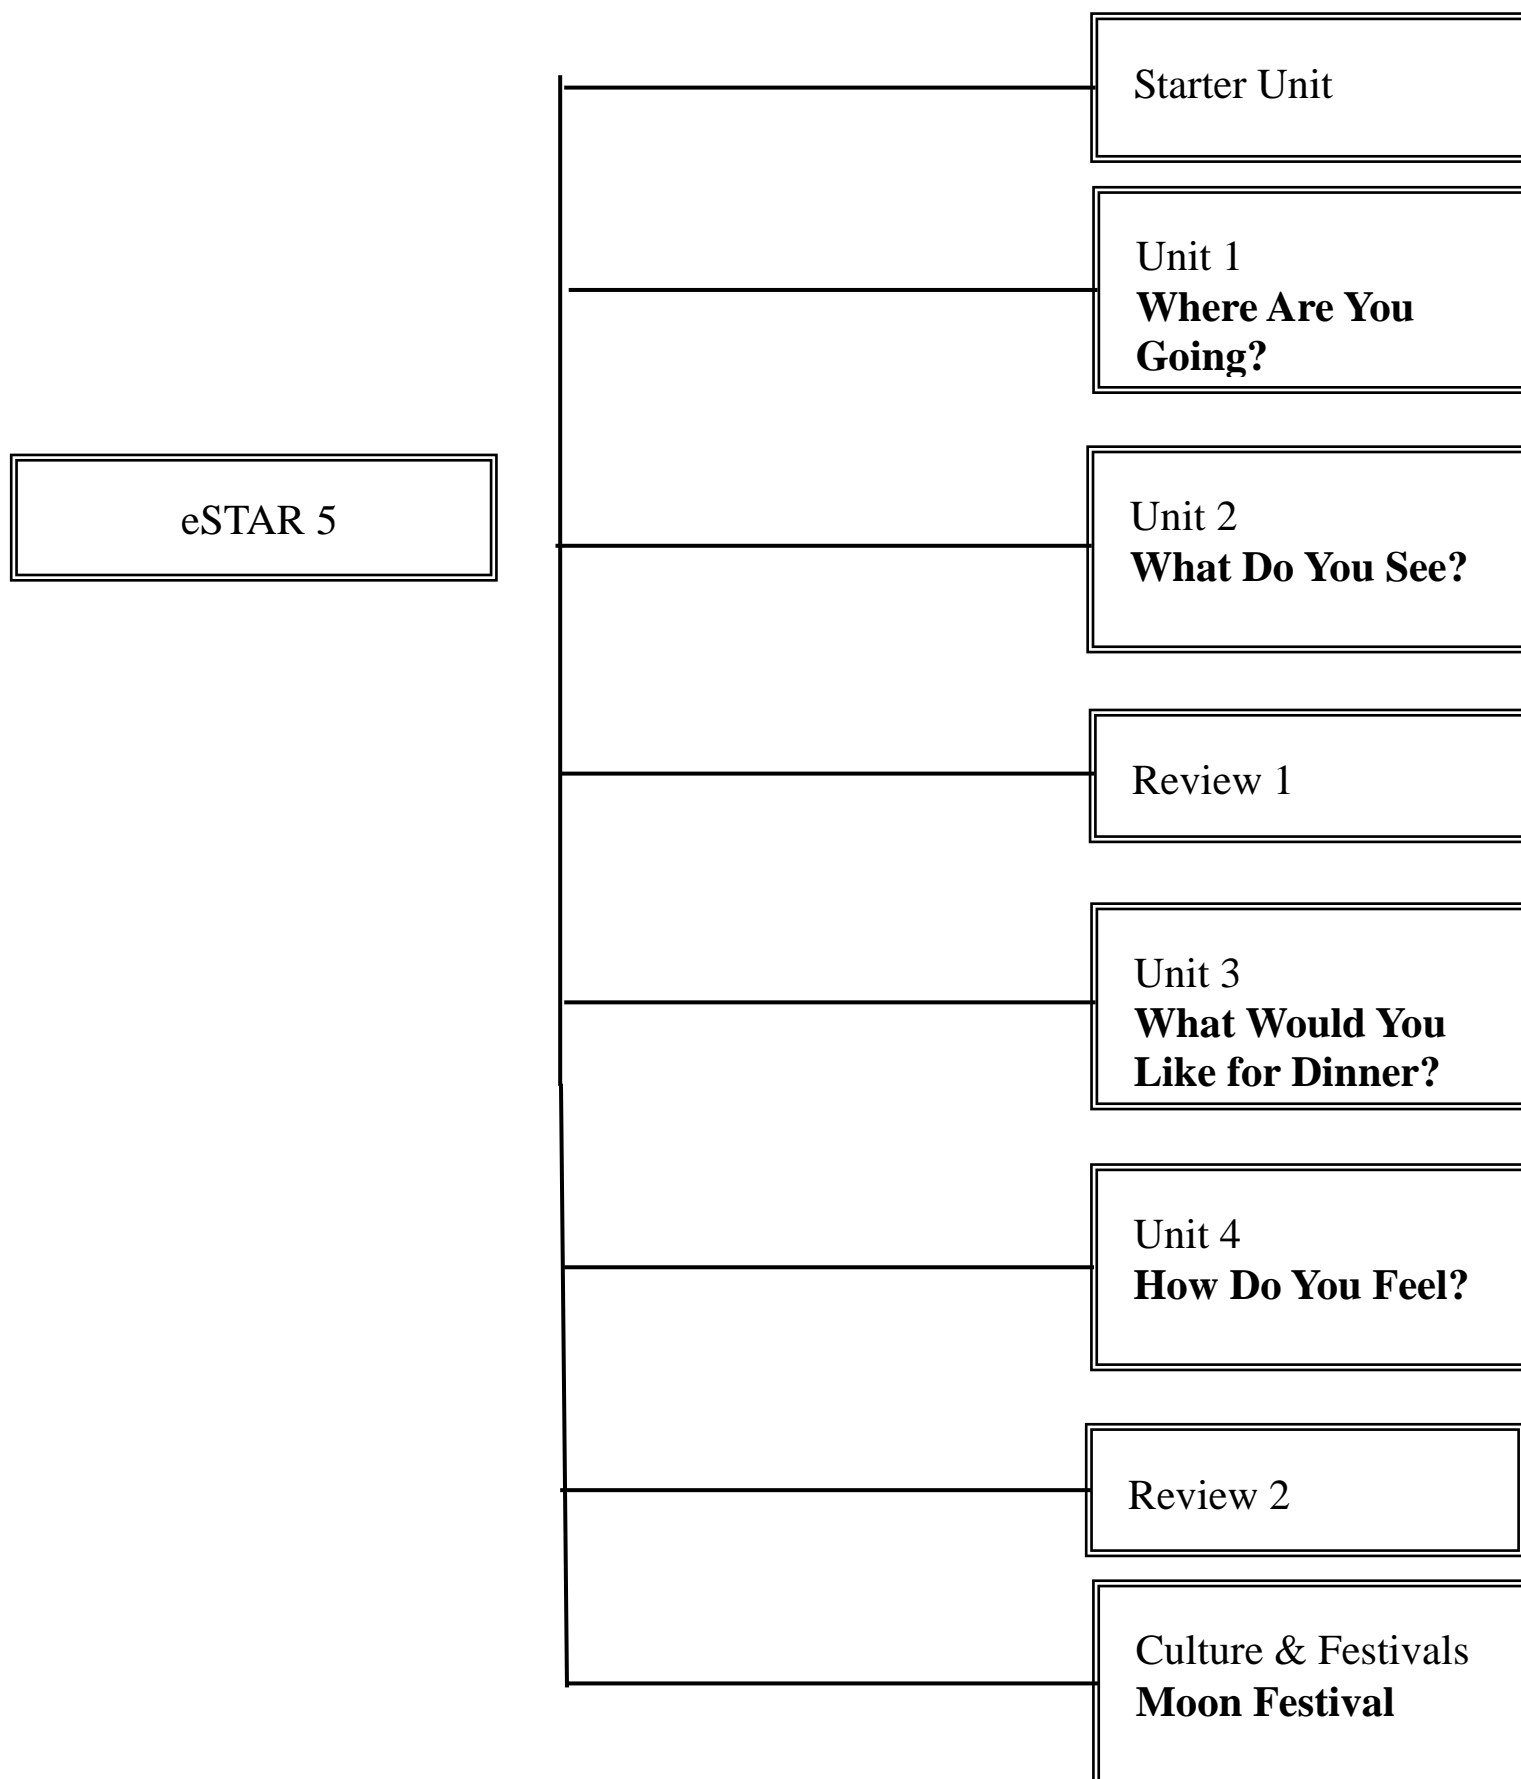 Starter Unit
Unit 1
Where Are You
Going?
eSTAR 5
Unit 2
What Do You See?
Review 1
Unit 3
What Would You
Like for Dinner?
Unit 4
How Do You Feel?
Review 2
Culture & Festivals
Moon Festival